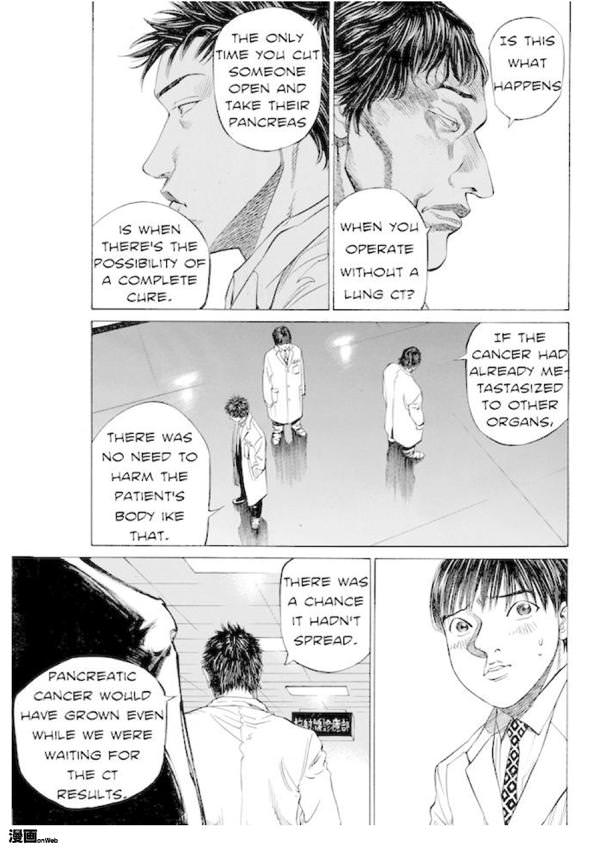 IS THIS
WHAT
HAPPENS
WHEN YOU
OPERATE
WITHOUT A
LUNG CT?
THE ONLY
TIME YOU CUT
SOMEONE
OPEN AND
TAKE THEIR
PANCREAS
IS WHEN
THERE'S THE
POSSIBILITY OF
A COMPLETE
CURE.
IF THE
CANCER HAD
ALREADY ME-
TASTASIZED
TO OTHER
ORGANS,
THERE WAS
NO NEED TO
HARM THE
PATIENT'S
BODY IKE
THAT.
THERE WAS
A CHANCE
IT HADN'T
SPREAD.
PANCREATIC
CANCER WOULD
HAVE GROWN EVEN
WHILE WE WERE
WAITING FOR
THE CT
RESULTS.
漫画onWeb